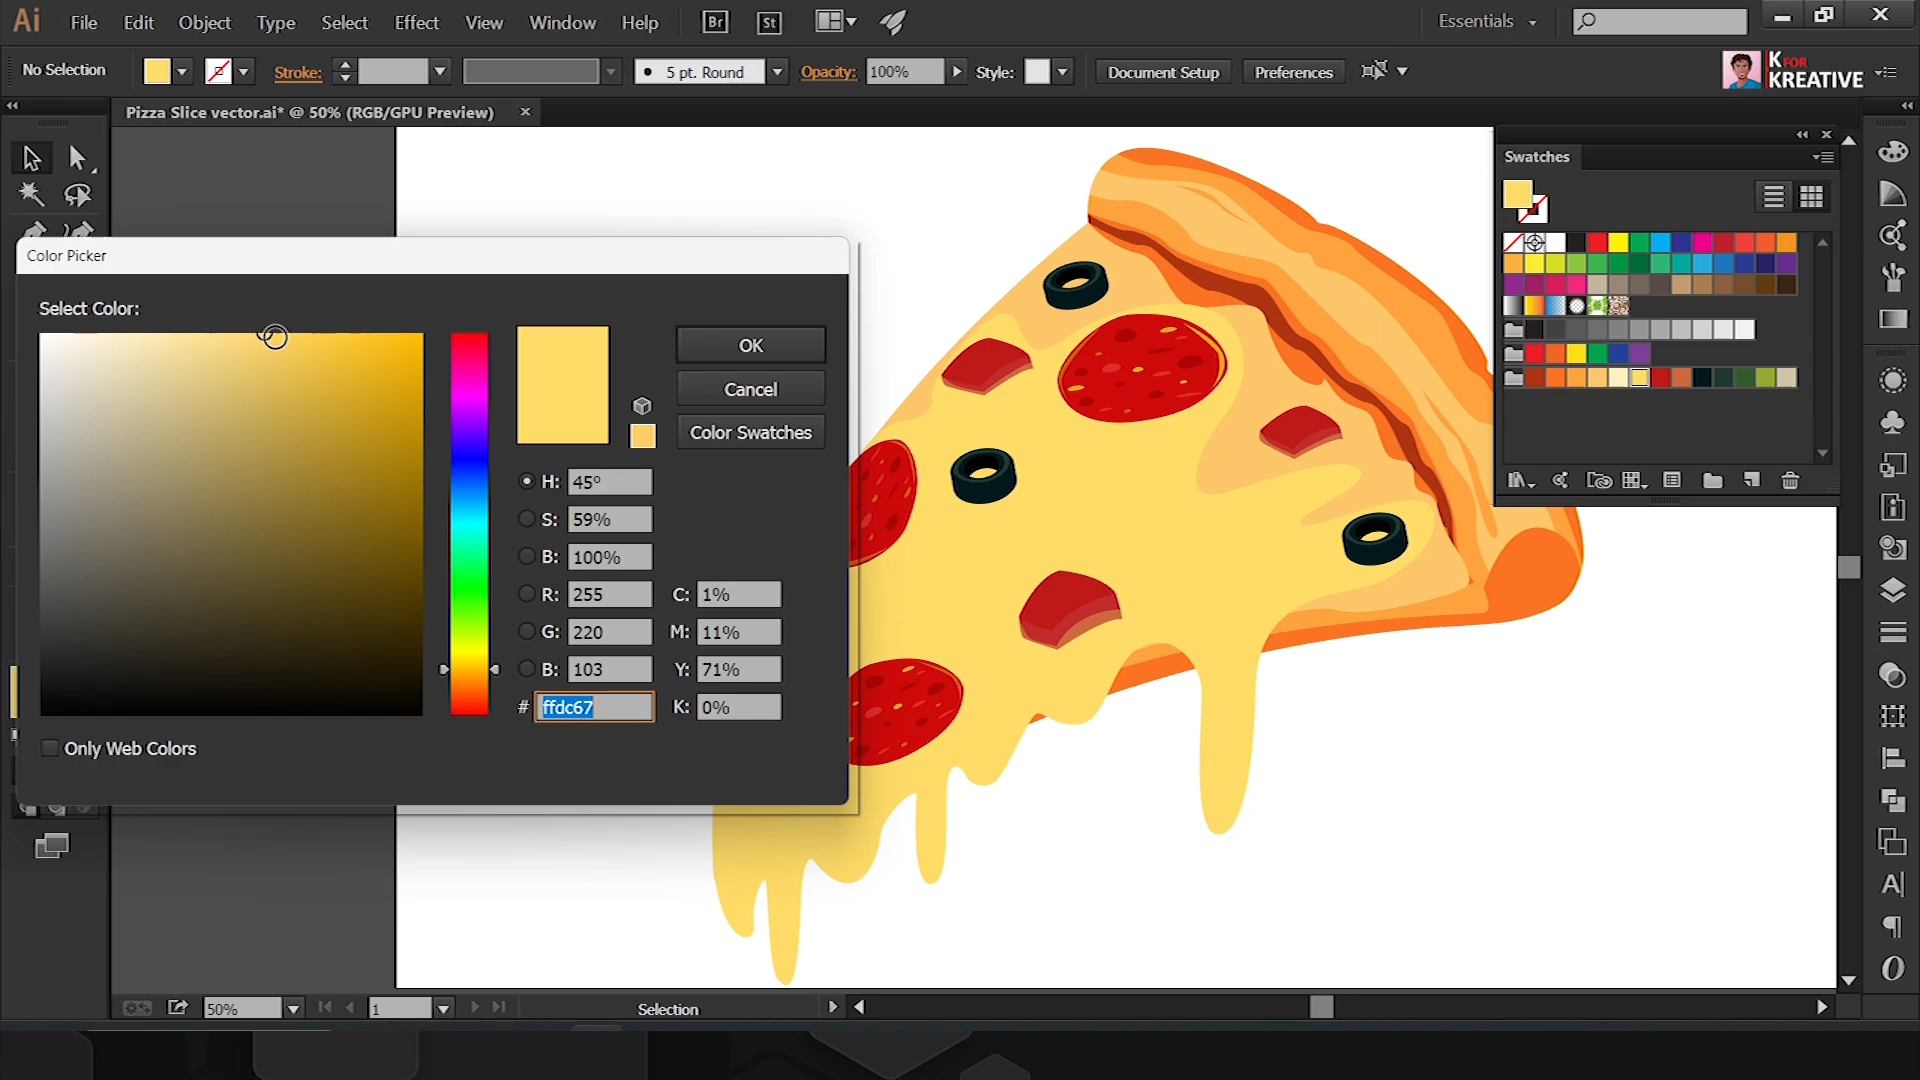 Ai File Edit Object Type Select Effect View Window Help Br St Essentials
No Selection Stroke: 5 pt. Round Opacity: 100% Style: Document Setup Preferences
K FOR
KREATIVE
Pizza Slice vector.ai* @ 50% (RGB/GPU Preview)
Swatches
Color Picker
Select Color:
OK
Cancel
Color Swatches
H: 45°
S: 59%
B: 100%
R: 255 C: 1%
G: 220 M: 11%
B: 103 Y: 71%
# ffdc67 K: 0%
Only Web Colors
50% 1 Selection